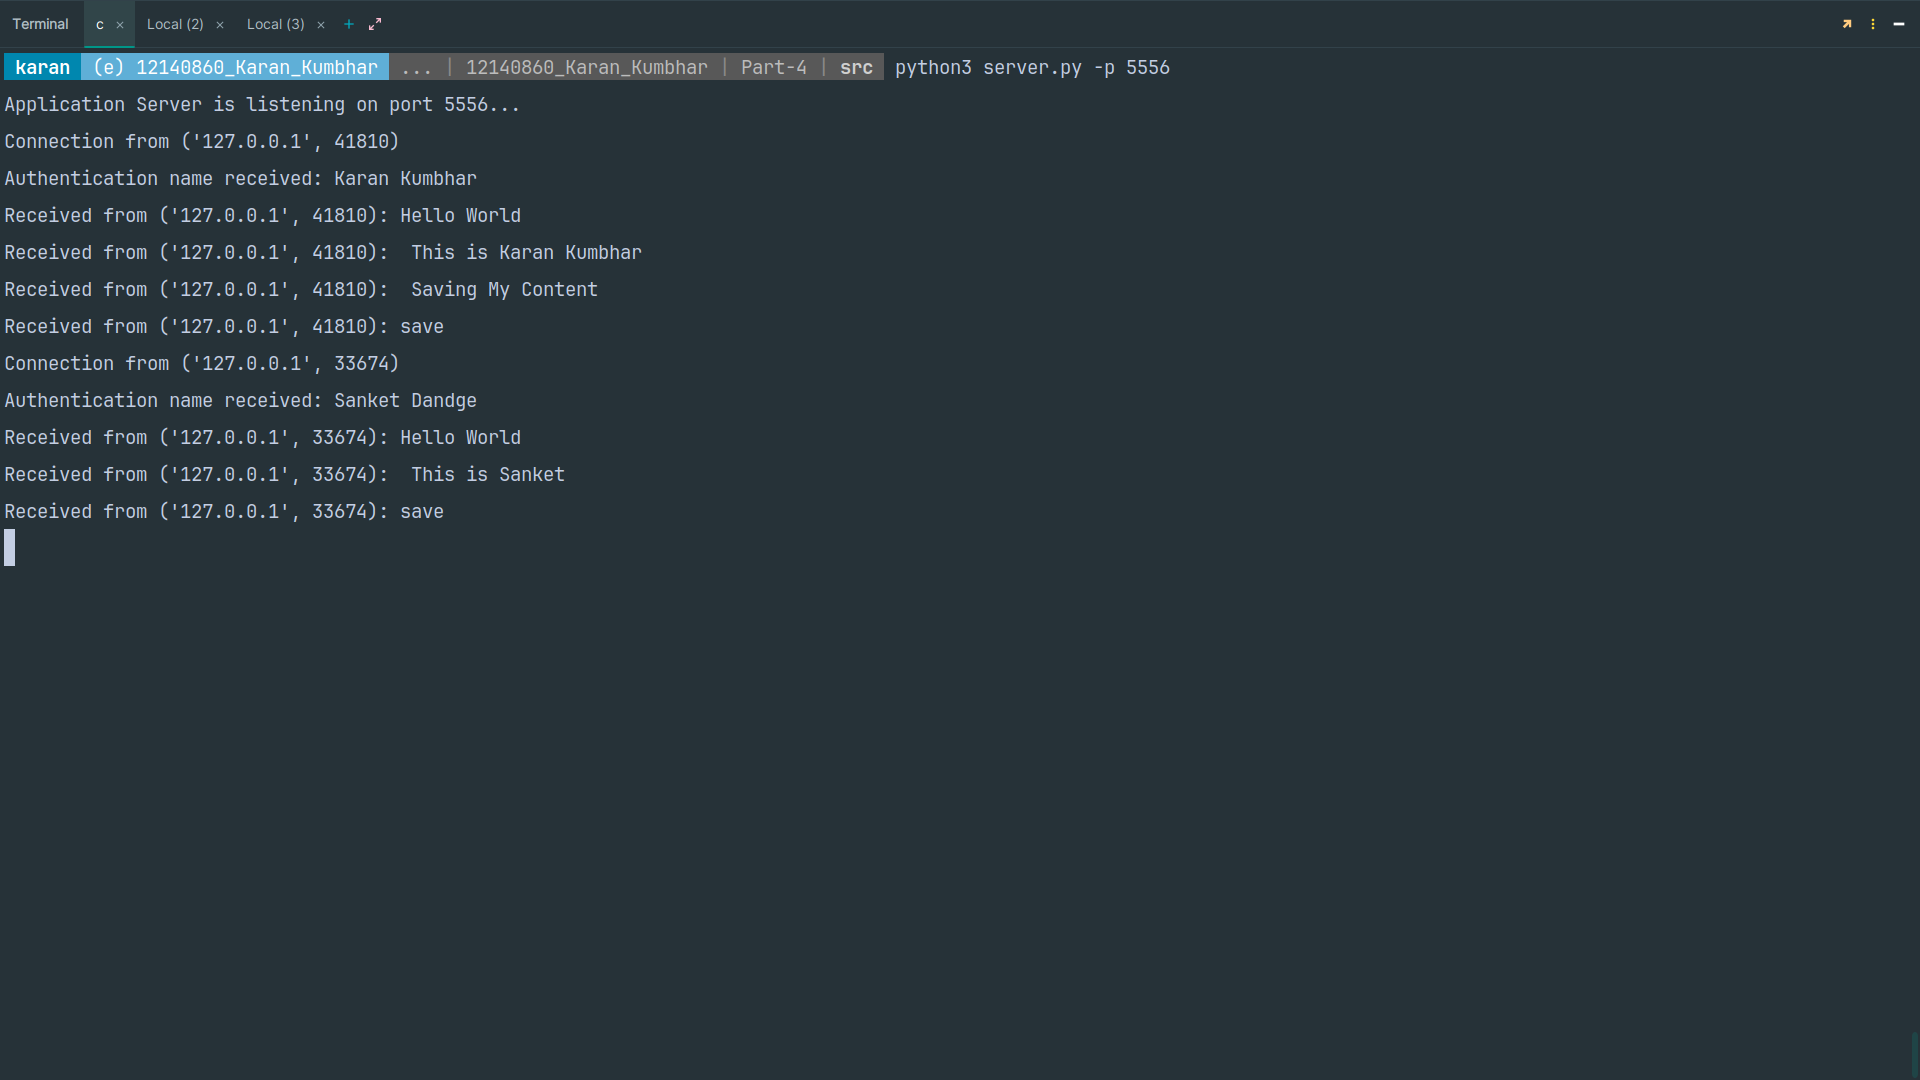 Terminal c × Local (2) × Local (3) × +
karan (e) 12140860_Karan_Kumbhar ... | 12140860_Karan_Kumbhar | Part-4 | src python3 server.py -p 5556
Application Server is listening on port 5556...
Connection from ('127.0.0.1', 41810)
Authentication name received: Karan Kumbhar
Received from ('127.0.0.1', 41810): Hello World
Received from ('127.0.0.1', 41810):  This is Karan Kumbhar
Received from ('127.0.0.1', 41810):  Saving My Content
Received from ('127.0.0.1', 41810): save
Connection from ('127.0.0.1', 33674)
Authentication name received: Sanket Dandge
Received from ('127.0.0.1', 33674): Hello World
Received from ('127.0.0.1', 33674):  This is Sanket
Received from ('127.0.0.1', 33674): save